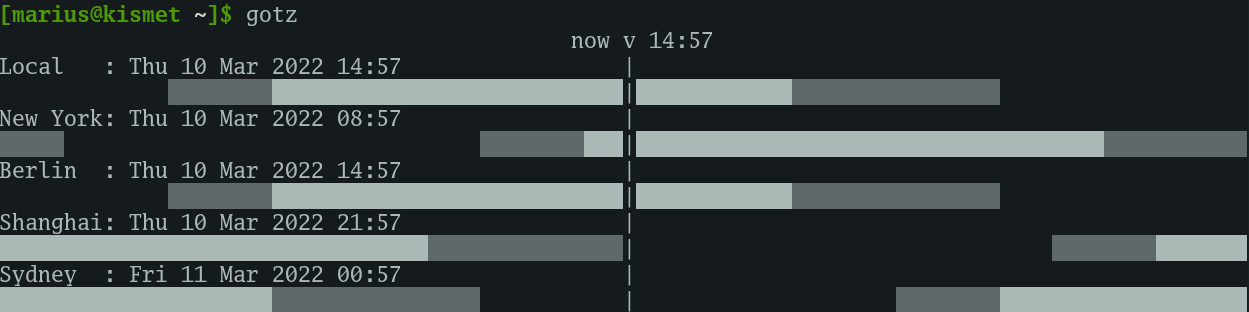 [marius@kismet ~]$ gotz
now v 14:57
Local   : Thu 10 Mar 2022 14:57
New York: Thu 10 Mar 2022 08:57
Berlin  : Thu 10 Mar 2022 14:57
Shanghai: Thu 10 Mar 2022 21:57
Sydney  : Fri 11 Mar 2022 00:57